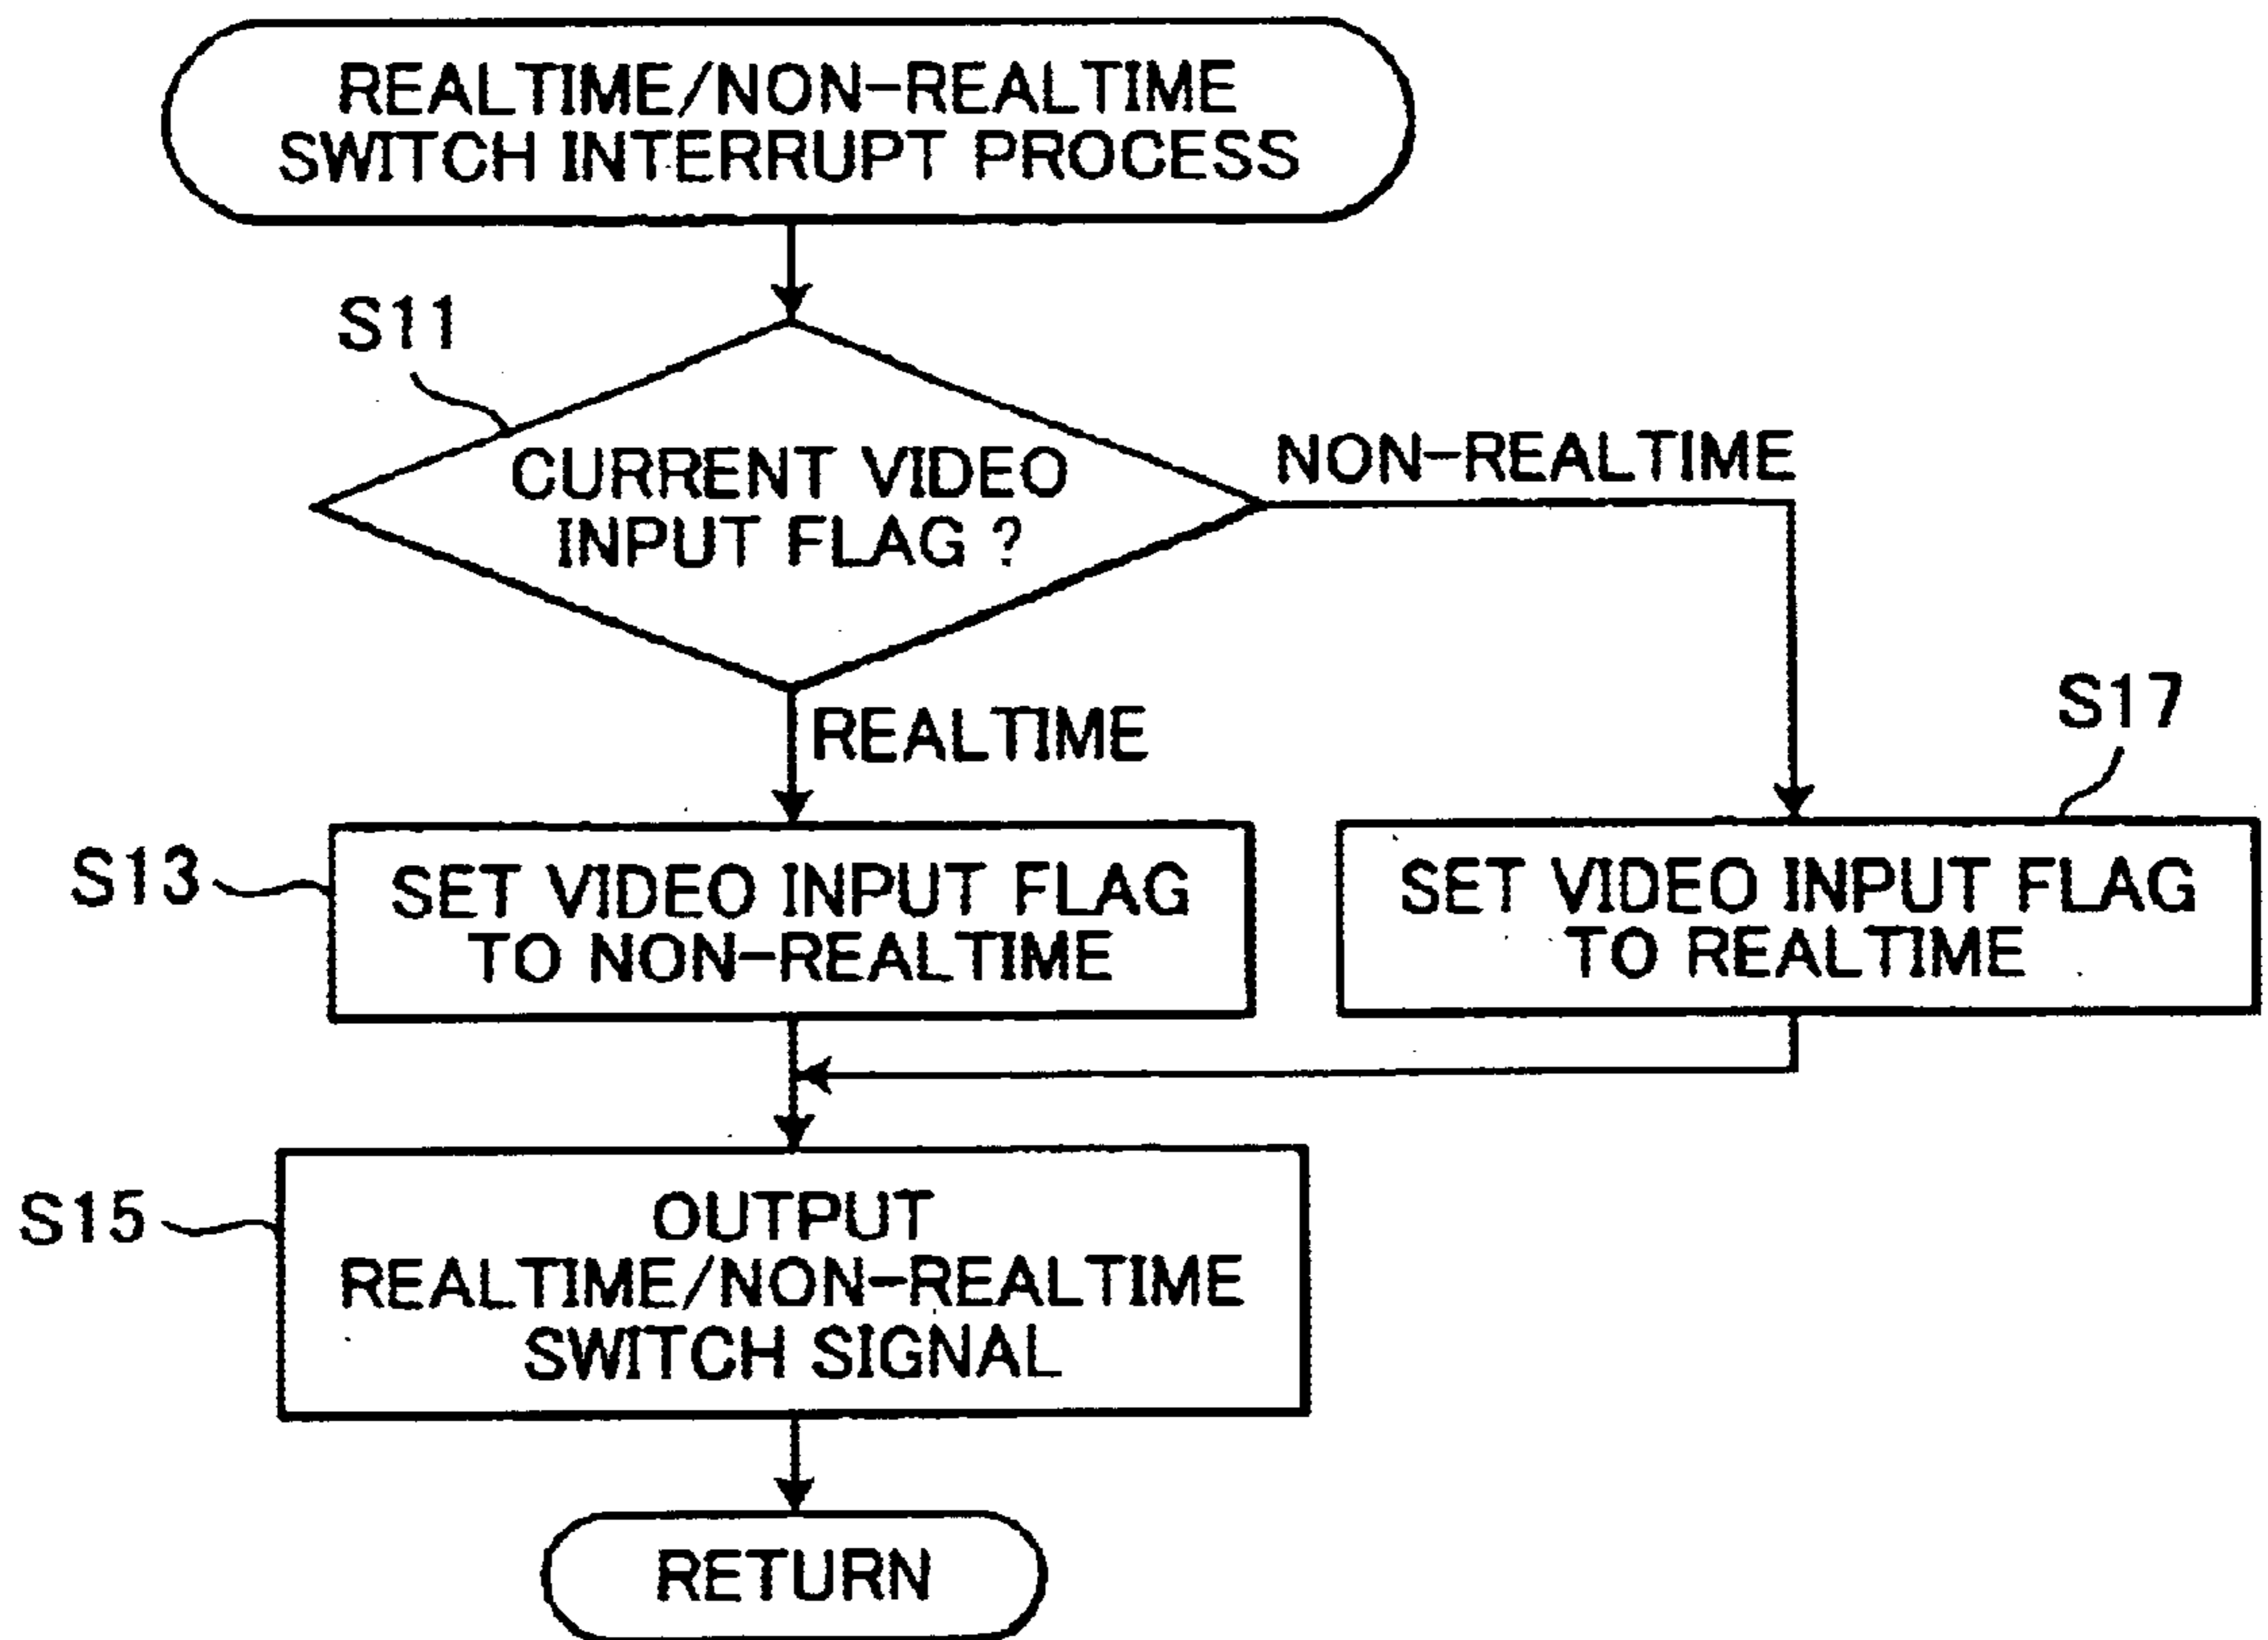 REALTIME/NON-REALTIME
SWITCH INTERRUPT PROCESS
S11
CURRENT VIDEO
INPUT FLAG ?
NON-REALTIME
REALTIME
S17
S13
SET VIDEO INPUT FLAG
TO NON-REALTIME
SET VIDEO INPUT FLAG
TO REALTIME
S15
OUTPUT
REALTIME/NON-REALTIME
SWITCH SIGNAL
RETURN